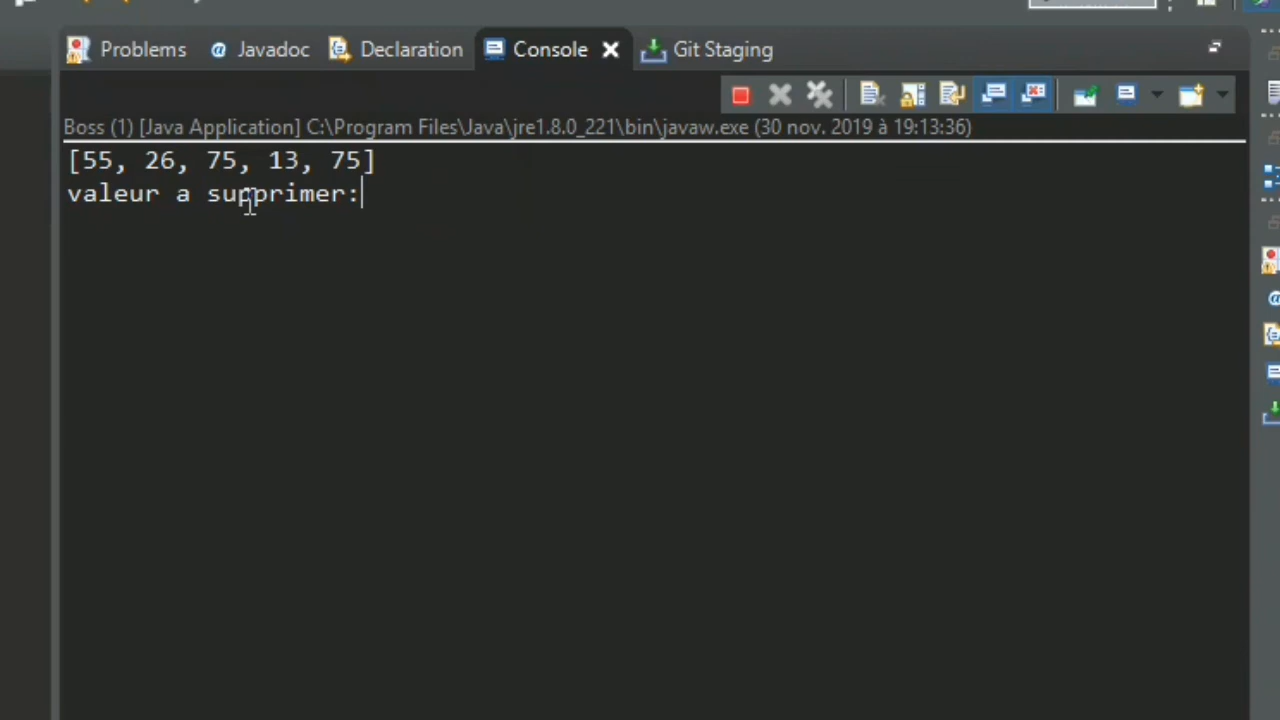 Problems @ Javadoc Declaration Console Git Staging
Boss (1) [Java Application] C:\Program Files\Java\jre1.8.0_221\bin\javaw.exe (30 nov. 2019 à 19:13:36)
[55, 26, 75, 13, 75]
valeur a supprimer: